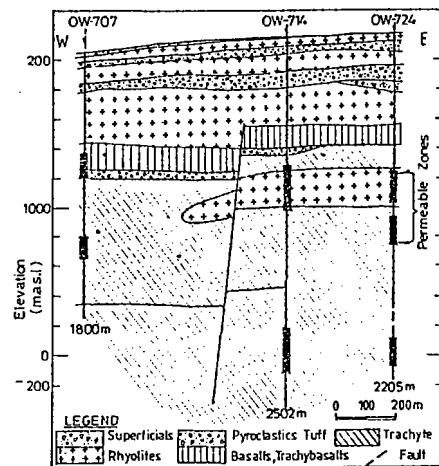 OW-707 OW-714 OW-724
W E
200
1000
0
200
Elevation
(m.a.s.l.)
Permeable Zones
1800m
2502m
2205m
0 100 200m
LEGEND
Superficials Pyroclastics Tuff Trachyte
Rhyolites Basalts, Trachybasalts Fault